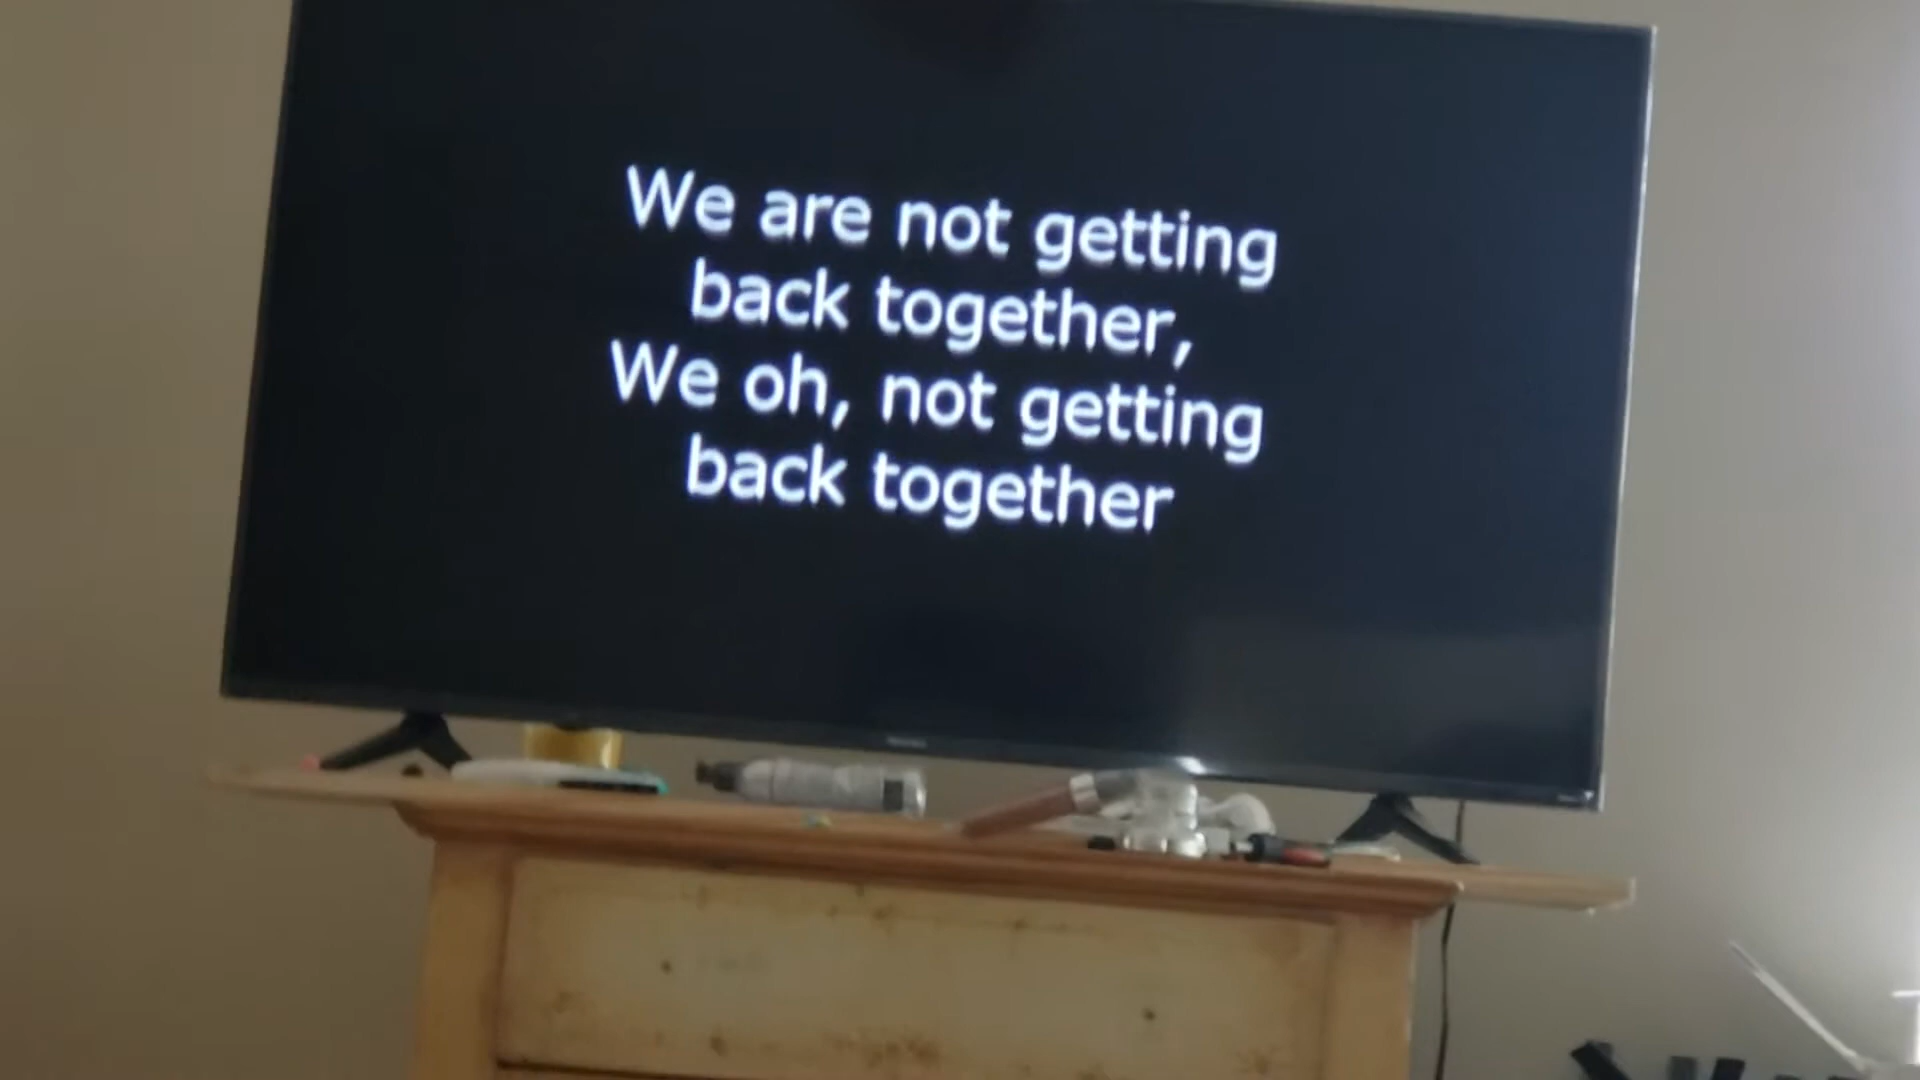 We are not getting
back together,
We oh, not getting
back together